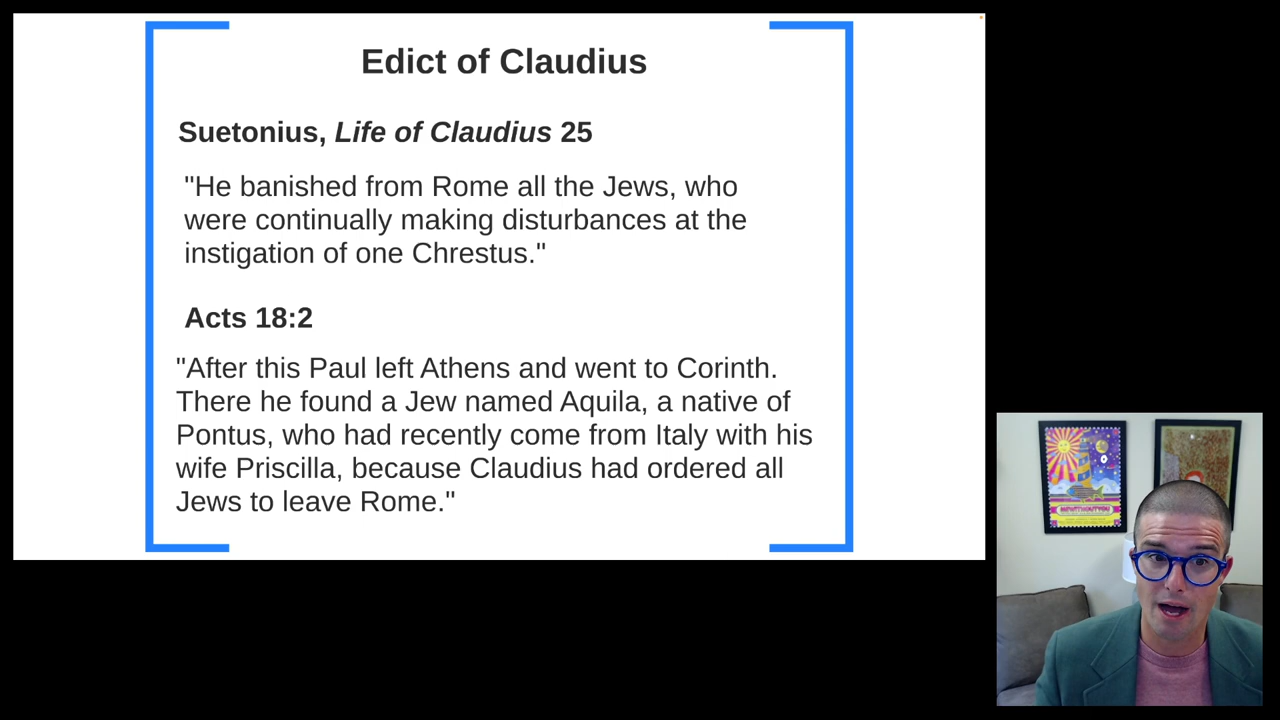 Edict of Claudius
Suetonius, Life of Claudius 25
"He banished from Rome all the Jews, who
were continually making disturbances at the
instigation of one Chrestus."
Acts 18:2
"After this Paul left Athens and went to Corinth.
There he found a Jew named Aquila, a native of
Pontus, who had recently come from Italy with his
wife Priscilla, because Claudius had ordered all
Jews to leave Rome."
MEWITHOUTYOU